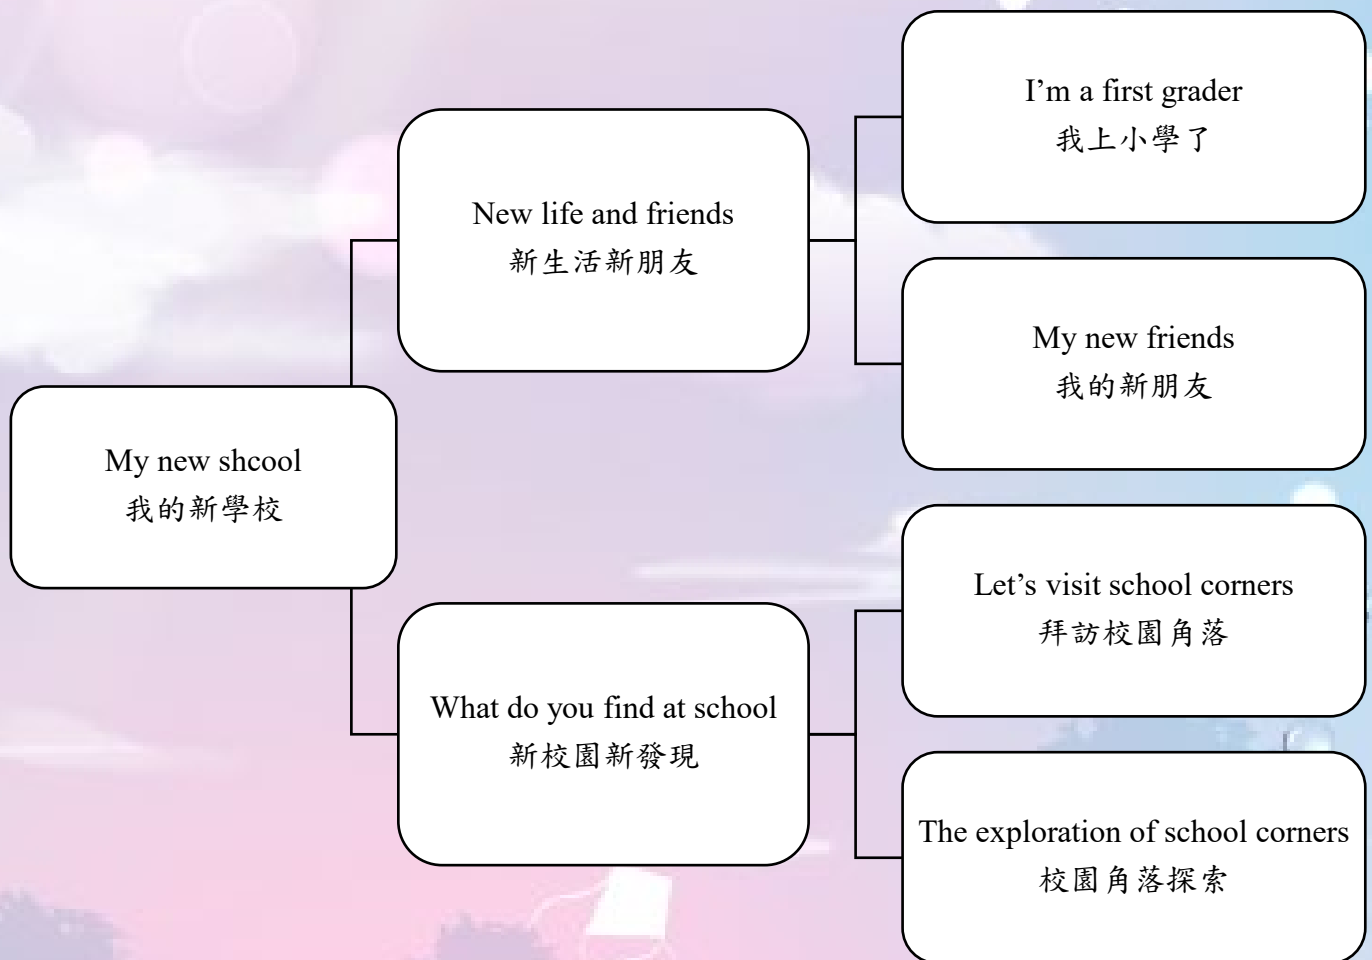 My new shcool
我的新學校
New life and friends
新生活新朋友
I'm a first grader
我上小學了
My new friends
我的新朋友
What do you find at school
新校園新發現
Let's visit school corners
拜訪校園角落
The exploration of school corners
校園角落探索